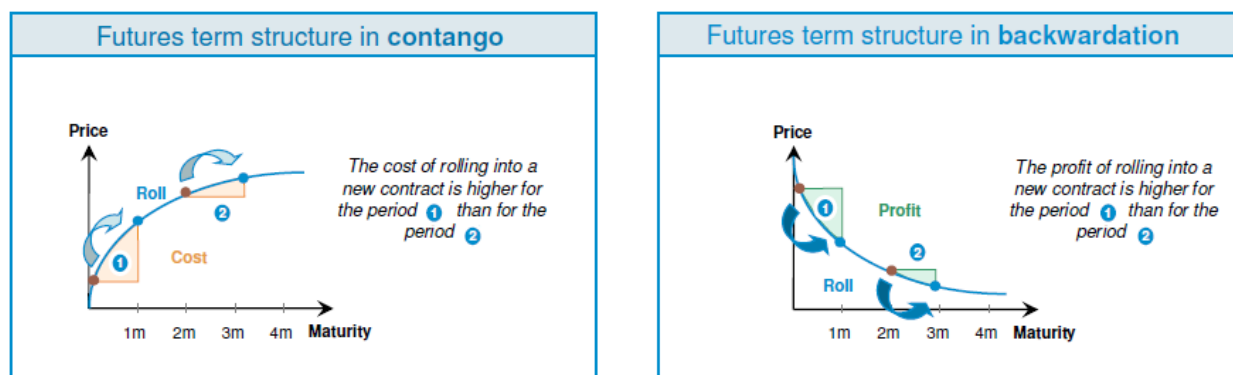 Futures term structure in contango
Price
Roll
1
2
Cost
1m 2m 3m 4m Maturity
The cost of rolling into a
new contract is higher for
the period 1 than for the
period 2
Futures term structure in backwardation
Price
1
Profit
2
Roll
1m 2m 3m 4m Maturity
The profit of rolling into a
new contract is higher for
the period 1 than for the
period 2